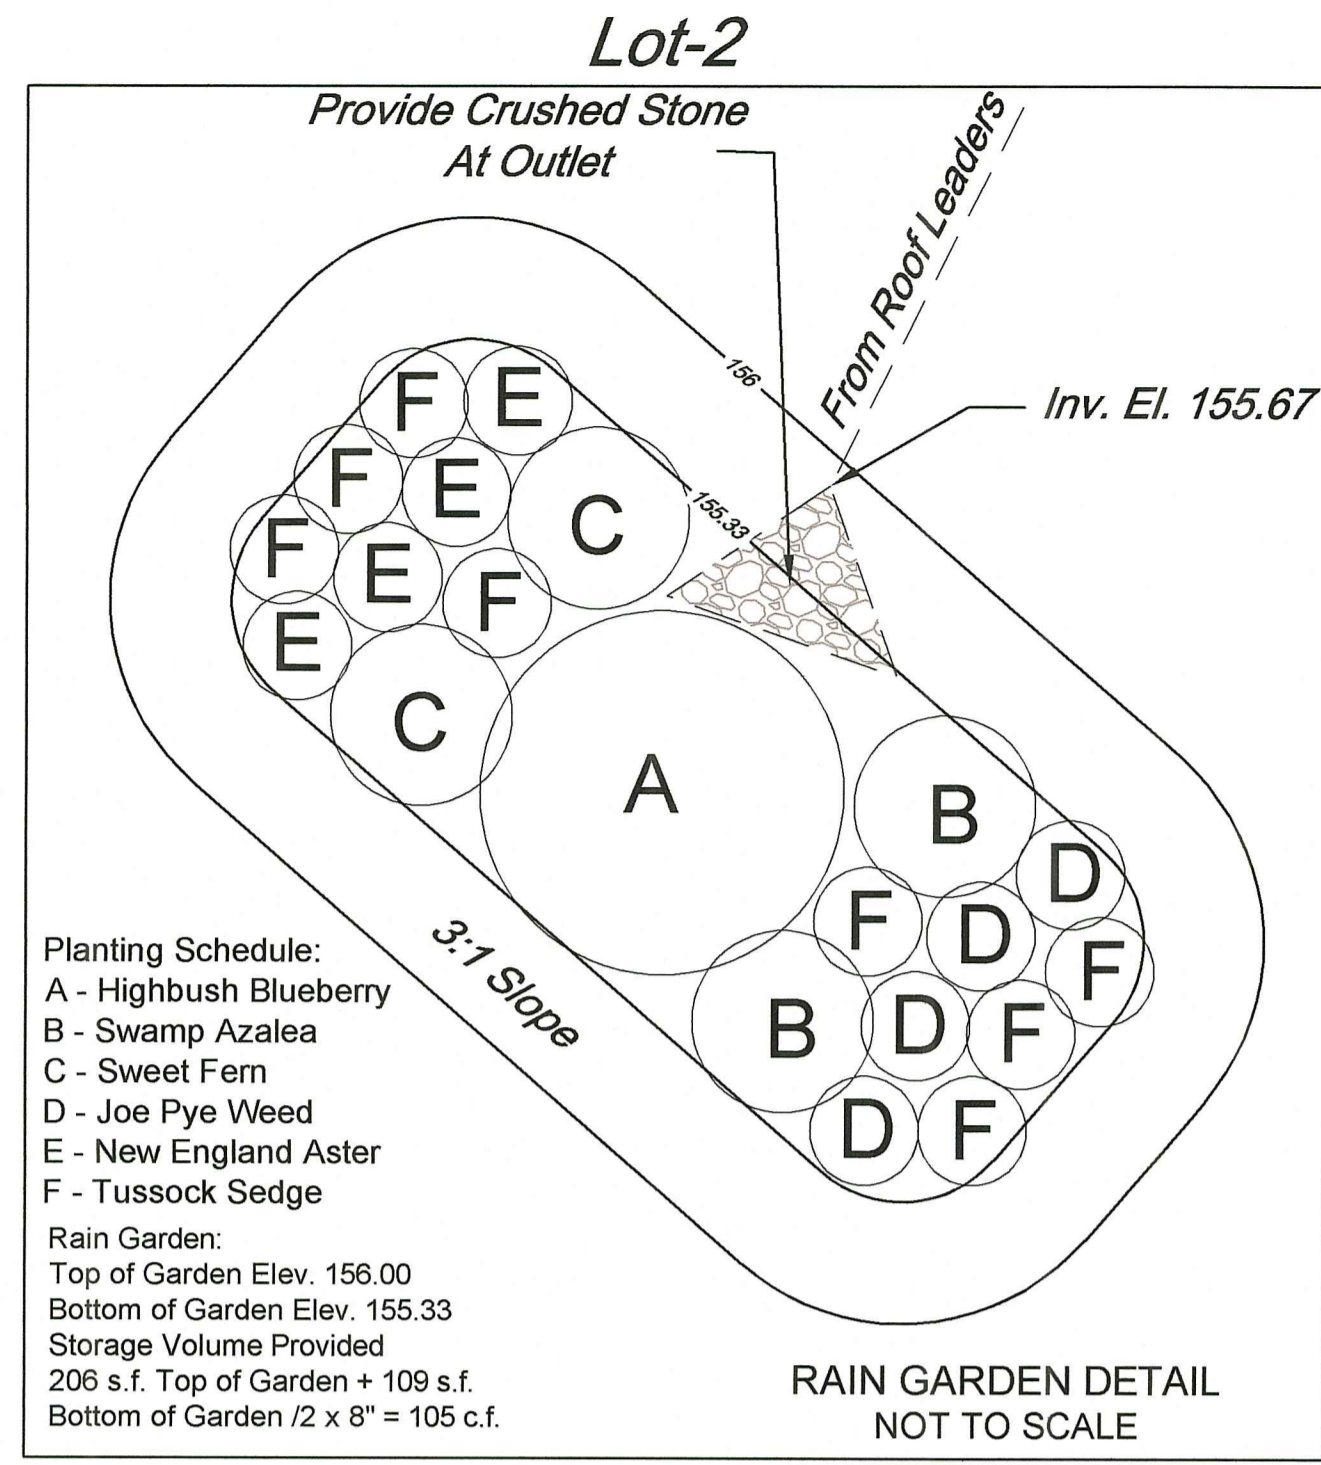 Lot-2
Provide Crushed Stone
At Outlet
From Roof Leaders
156
Inv. El. 155.67
155.33
F E
F E C
F E F
E
C
A
B
D
F D
F
B D F
D F
3:1 Slope
Planting Schedule:
A - Highbush Blueberry
B - Swamp Azalea
C - Sweet Fern
D - Joe Pye Weed
E - New England Aster
F - Tussock Sedge
Rain Garden:
Top of Garden Elev. 156.00
Bottom of Garden Elev. 155.33
Storage Volume Provided
206 s.f. Top of Garden + 109 s.f.
Bottom of Garden /2 x 8" = 105 c.f.
RAIN GARDEN DETAIL
NOT TO SCALE